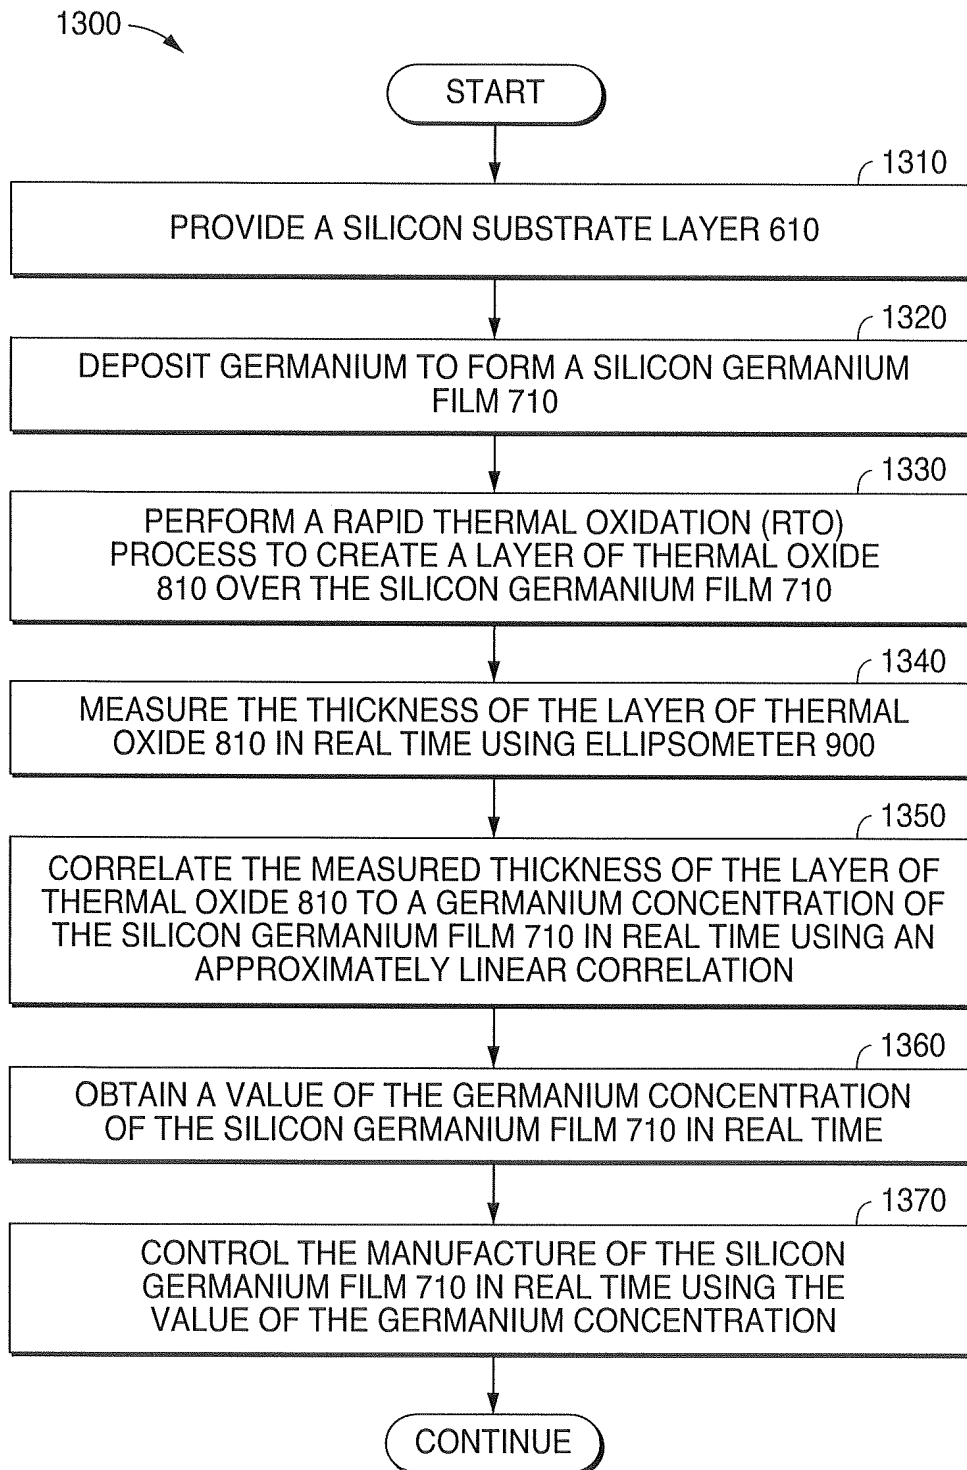 1300
START
1310
PROVIDE A SILICON SUBSTRATE LAYER 610
1320
DEPOSIT GERMANIUM TO FORM A SILICON GERMANIUM
FILM 710
1330
PERFORM A RAPID THERMAL OXIDATION (RTO)
PROCESS TO CREATE A LAYER OF THERMAL OXIDE
810 OVER THE SILICON GERMANIUM FILM 710
1340
MEASURE THE THICKNESS OF THE LAYER OF THERMAL
OXIDE 810 IN REAL TIME USING ELLIPSOMETER 900
1350
CORRELATE THE MEASURED THICKNESS OF THE LAYER OF
THERMAL OXIDE 810 TO A GERMANIUM CONCENTRATION OF
THE SILICON GERMANIUM FILM 710 IN REAL TIME USING AN
APPROXIMATELY LINEAR CORRELATION
1360
OBTAIN A VALUE OF THE GERMANIUM CONCENTRATION
OF THE SILICON GERMANIUM FILM 710 IN REAL TIME
1370
CONTROL THE MANUFACTURE OF THE SILICON
GERMANIUM FILM 710 IN REAL TIME USING THE
VALUE OF THE GERMANIUM CONCENTRATION
CONTINUE